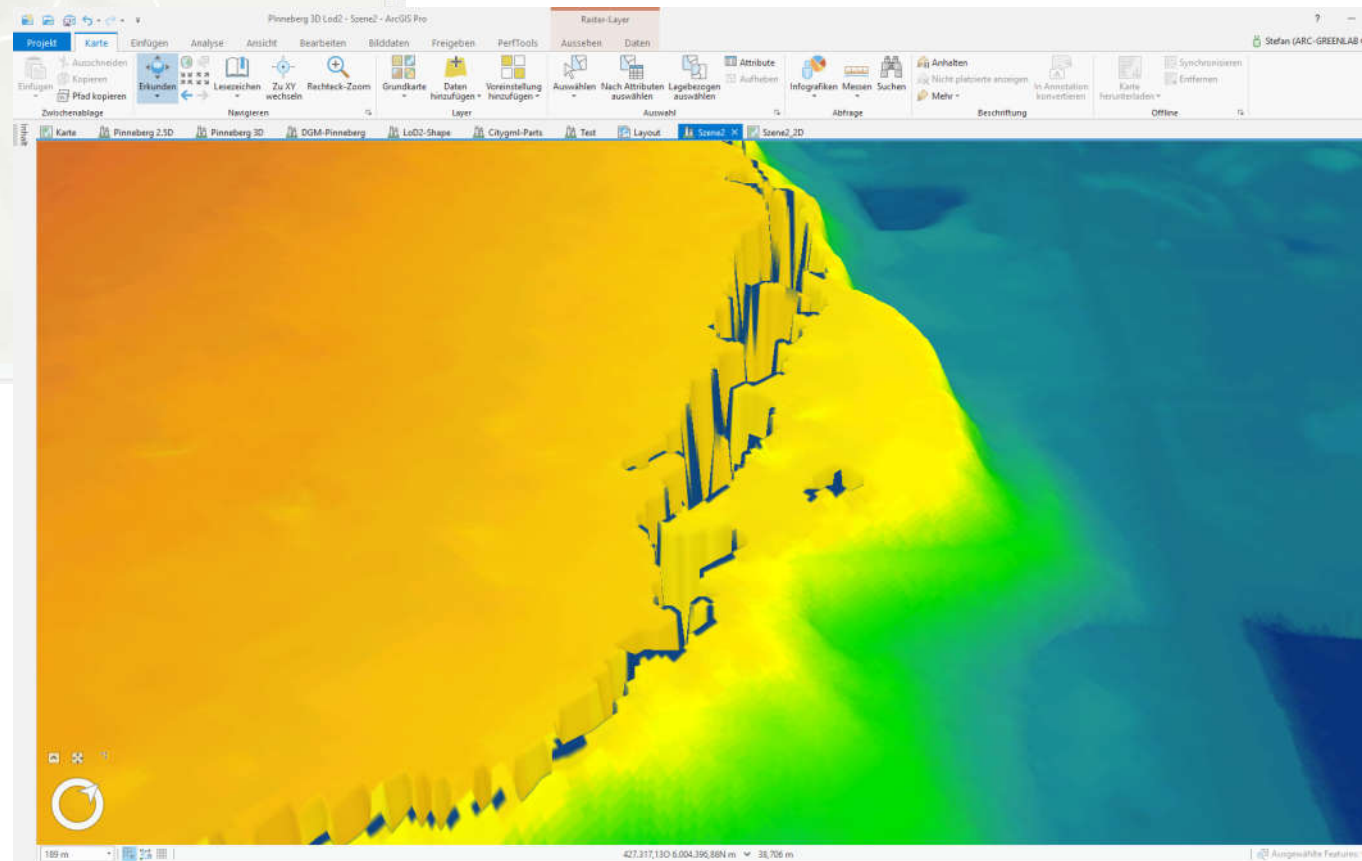 Pinneberg 3D Lod2 - Szene2 - ArcGIS Pro
Raster-Layer
?
Projekt Karte Einfügen Analyse Ansicht Bearbeiten Bilddaten Freigeben PerfTools Aussehen Daten
Stefan (ARC-GREENLAB
Einfügen
Ausschneiden
Kopieren
Pfad kopieren
Zwischenablage
Erkunden
Lesezeichen
Zu XY wechseln
Rechteck-Zoom
Navigieren
Grundkarte
Daten hinzufügen
Voreinstellung hinzufügen
Layer
Auswählen
Nach Attributen auswählen
Lagebezogen auswählen
Attribute
Aufheben
Auswahl
Infografiken
Messen
Suchen
Abfrage
Anhalten
Nicht platzierte anzeigen
Mehr
In Annotation konvertieren
Beschriftung
Karte herunterladen
Synchronisieren
Entfernen
Offline
Inhalt
Karte Pinneberg 2.5D Pinneberg 3D DGM-Pinneberg LoD2-Shape Citygml-Parts Test Layout Szene2 Szene2_2D
189 m
427.317,13O 6.004.396,88N m 38,706 m
Ausgewählte Features: